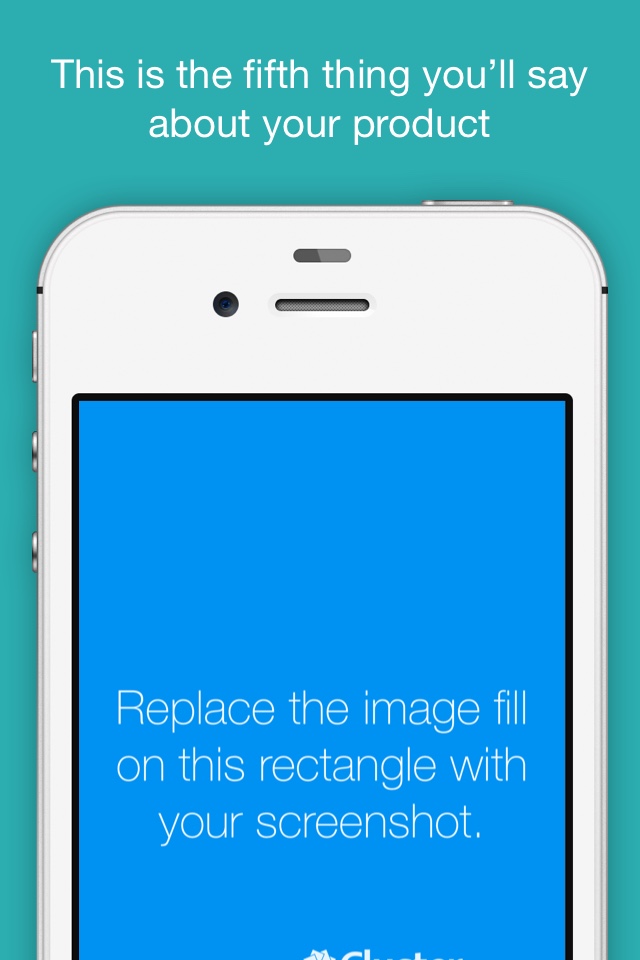 This is the fifth thing you’ll say
about your product
Replace the image fill
on this rectangle with
your screenshot.
Cluster